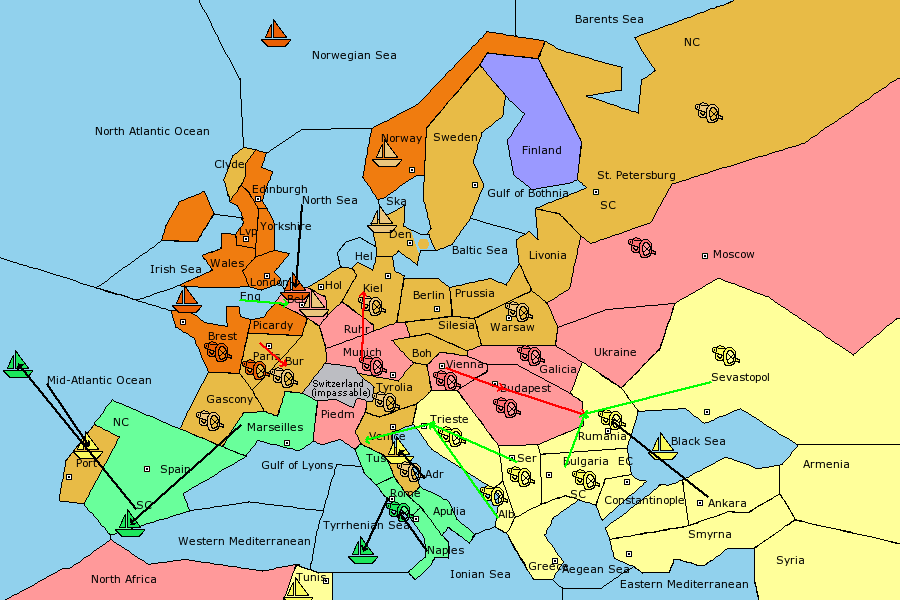 Barents Sea
NC
Norwegian Sea
North Atlantic Ocean
Norway
Sweden
Finland
Clyde
St. Petersburg
Edinburgh
Gulf of Bothnia
North Sea
Ska
SC
Yorkshire
Lvp
Den
Baltic Sea
Moscow
Livonia
Hel
Wales
Irish Sea
London
Hol
Kiel
Berlin
Prussia
Eng
Bel
Picardy
Silesia
Warsaw
Ruhr
Brest
Munich
Boh
Ukraine
Paris
Bur
Vienna
Galicia
Sevastopol
Mid-Atlantic Ocean
Switzerland
(impassable)
Tyrolia
Budapest
Gascony
Piedm
Trieste
NC
Marseilles
Venice
Rumania
Black Sea
Port
Spain
Gulf of Lyons
Tus
Ser
Bulgaria
EC
Armenia
Adr
SC
Rome
Constantinople
Ankara
SC
Apulia
Alb
Tyrrhenian Sea
Smyrna
Western Mediterranean
Naples
Syria
North Africa
Tunis
Ionian Sea
Greece
Aegean Sea
Eastern Mediterranean